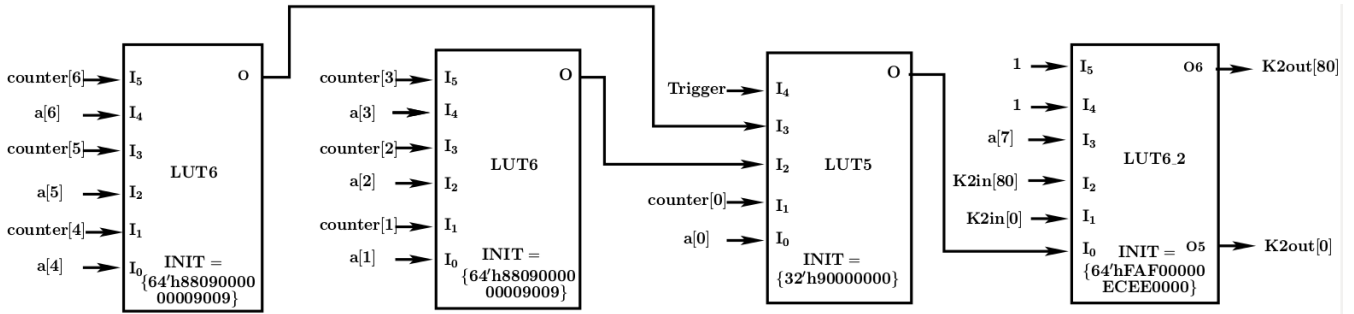 counter[6]
I5
O
a[6]
I4
counter[5]
I3
LUT6
a[5]
I2
counter[4]
I1
a[4]
I0
INIT =
{64'h88090000
00009009}
counter[3]
I5
O
a[3]
I4
counter[2]
I3
LUT6
a[2]
I2
counter[1]
I1
a[1]
I0
INIT =
{64'h88090000
00009009}
O
Trigger
I4
I3
I2
LUT5
counter[0]
I1
a[0]
I0
INIT =
{32'h90000000}
1
I5
O6
K2out[80]
1
I4
a[7]
I3
LUT6_2
K2in[80]
I2
K2in[0]
I1
I0
O5
K2out[0]
INIT =
{64'hFAF00000
ECEE0000}